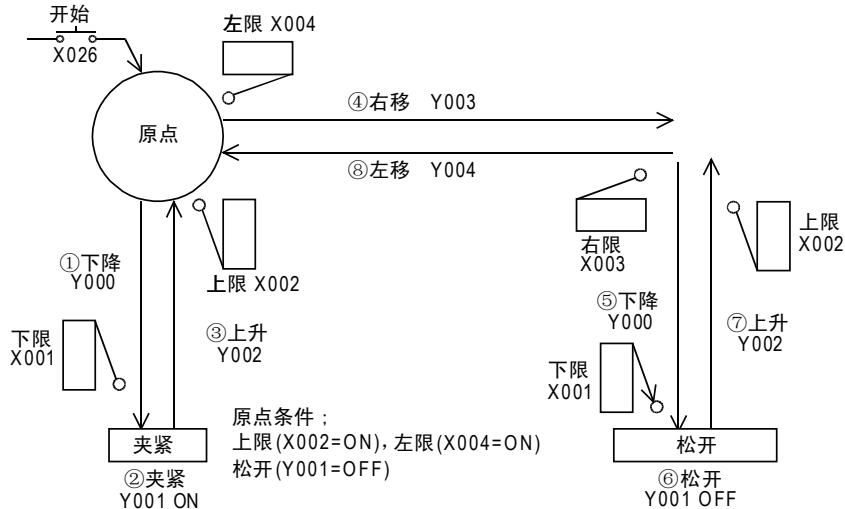 开始
X026
左限 X004
原点
④右移 Y003
⑧左移 Y004
上限 X002
①下降
Y000
③上升
Y002
下限
X001
夹紧
②夹紧
Y001 ON
原点条件；
上限(X002=ON)，左限(X004=ON)
松开(Y001=OFF)
右限
X003
上限
X002
⑤下降
Y000
⑦上升
Y002
下限
X001
松开
⑥松开
Y001 OFF